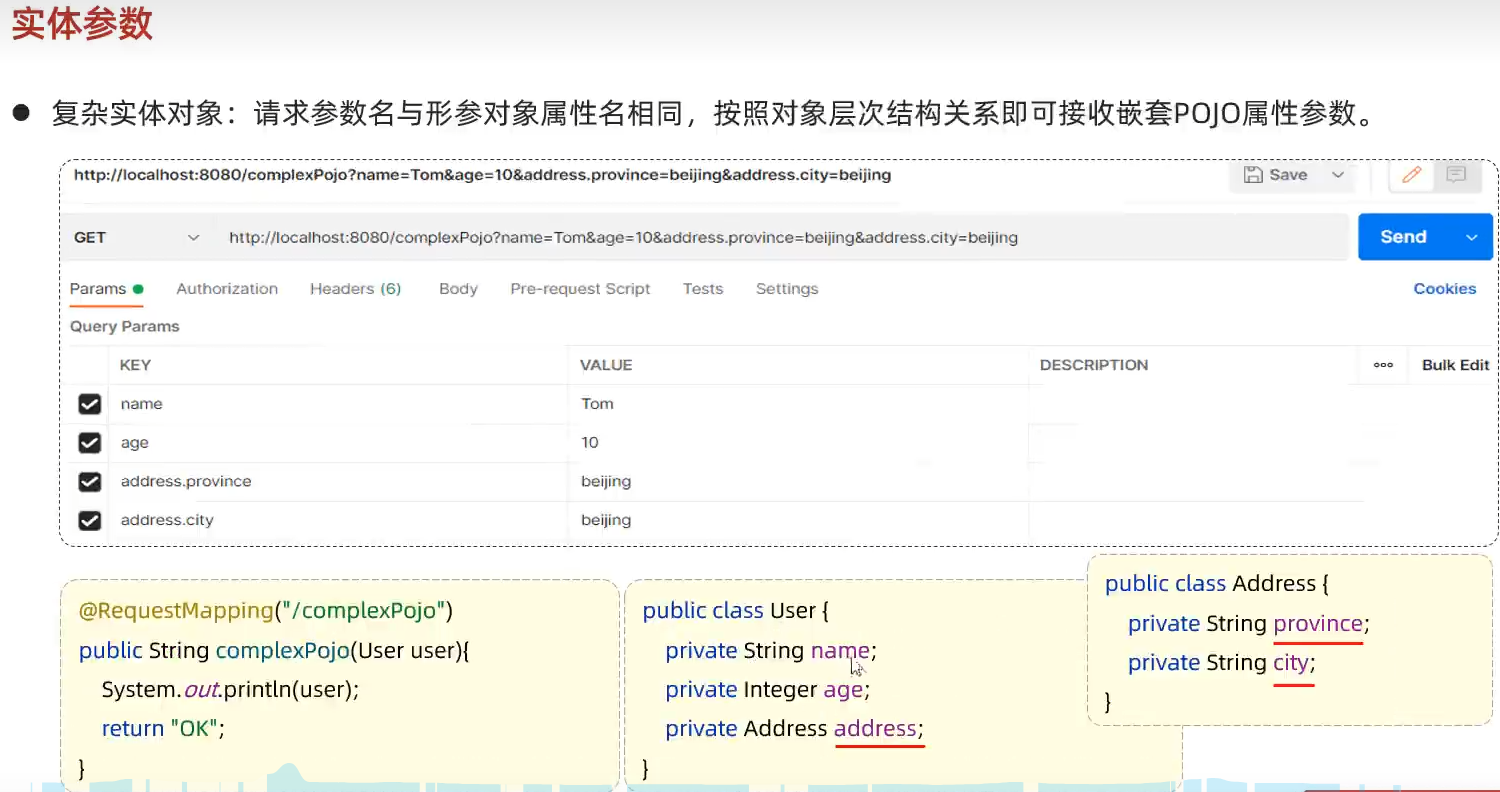 实体参数
● 复杂实体对象：请求参数名与形参对象属性名相同，按照对象层次结构关系即可接收嵌套POJO属性参数。
http://localhost:8080/complexPojo?name=Tom&age=10&address.province=beijing&address.city=beijing Save
GET http://localhost:8080/complexPojo?name=Tom&age=10&address.province=beijing&address.city=beijing Send
Params Authorization Headers (6) Body Pre-request Script Tests Settings Cookies
Query Params
KEY VALUE DESCRIPTION ooo Bulk Edit
name Tom
age 10
address.province beijing
address.city beijing
@RequestMapping("/complexPojo")
public String complexPojo(User user){
System.out.println(user);
return "OK";
}
public class User {
private String name;
private Integer age;
private Address address;
}
public class Address {
private String province;
private String city;
}